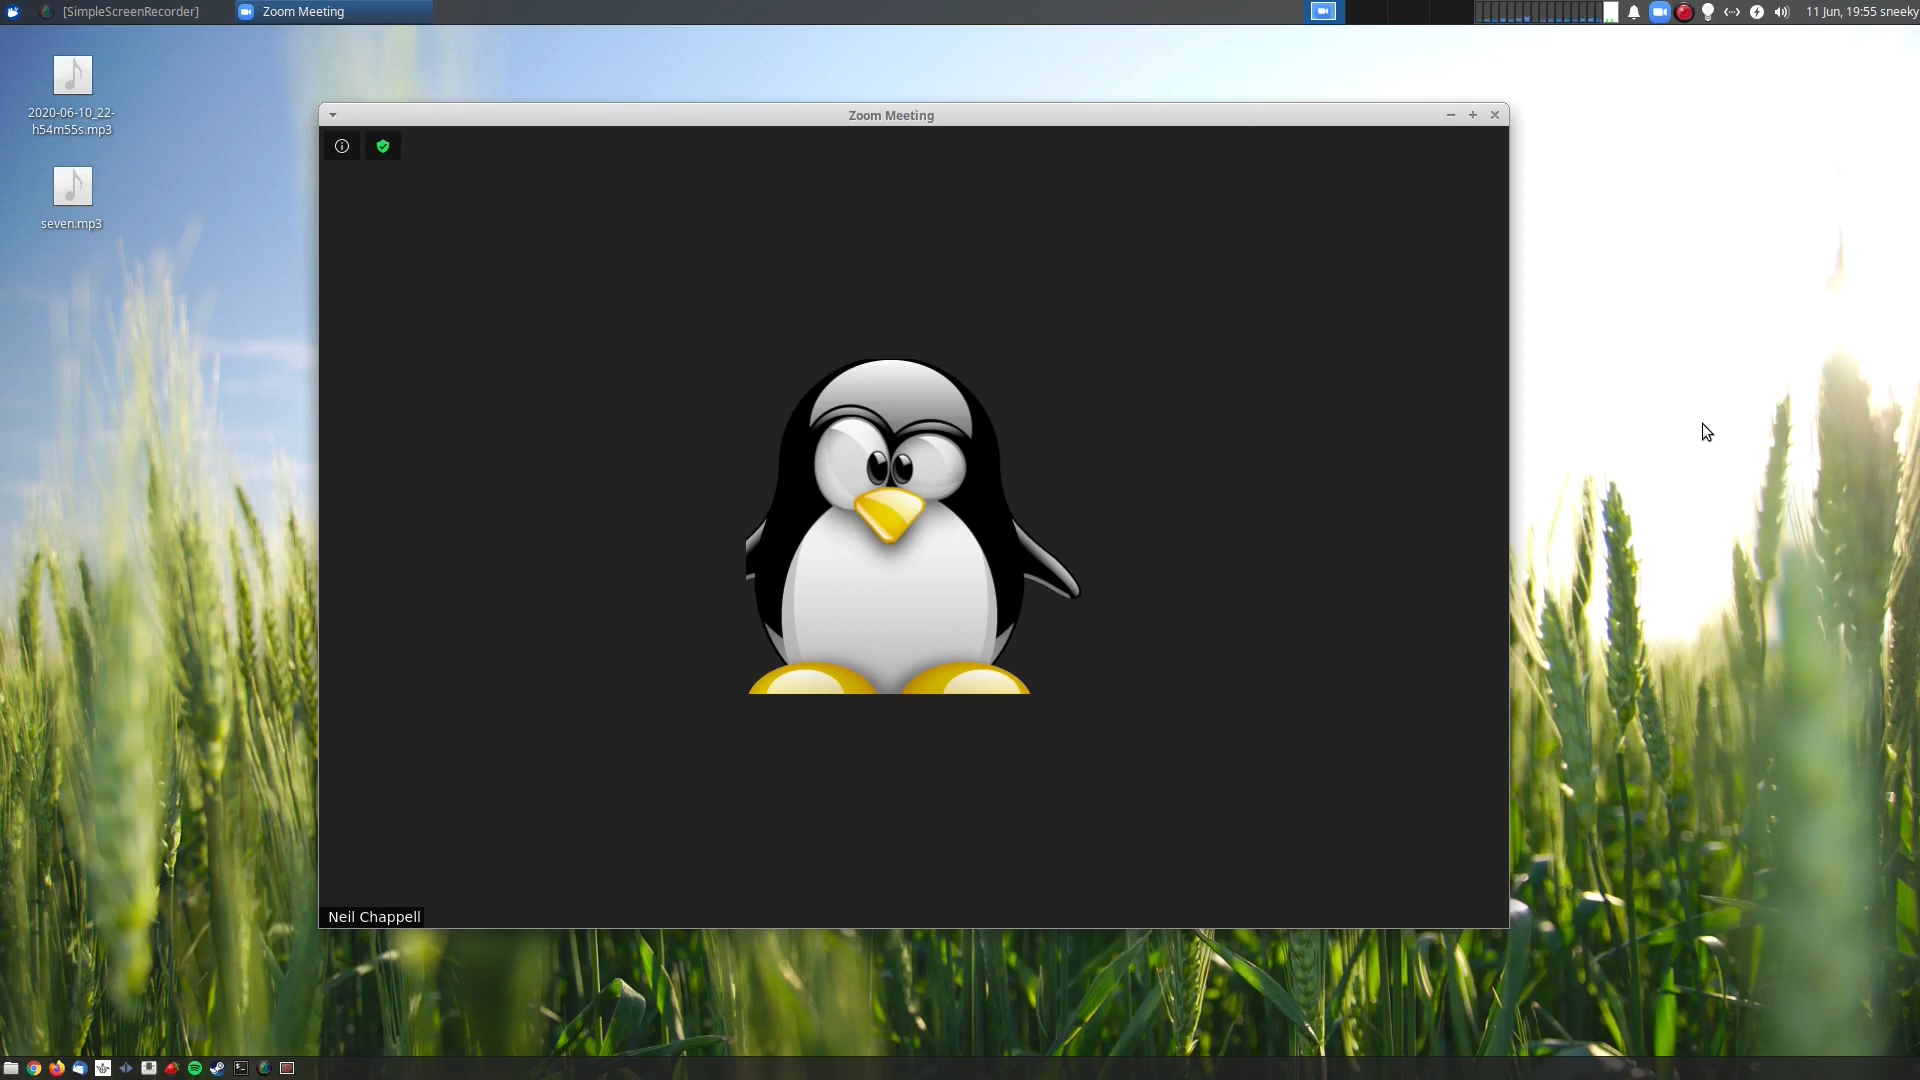 [SimpleScreenRecorder]
Zoom Meeting
11 Jun, 19:55 sneeky
2020-06-10_22-
h54m55s.mp3
seven.mp3
Zoom Meeting
Neil Chappell